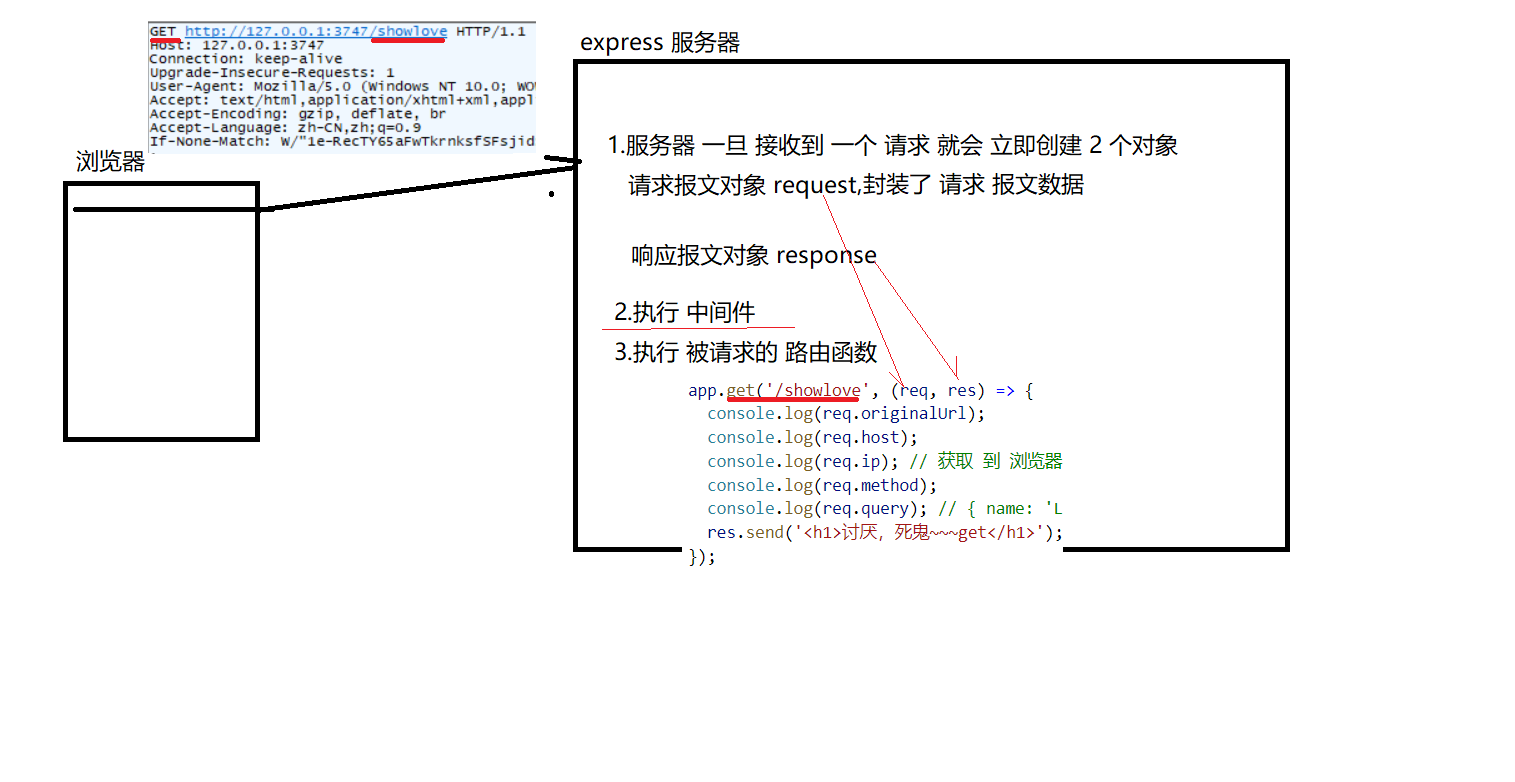 GET http://127.0.0.1:3747/showlove HTTP/1.1
Host: 127.0.0.1:3747
Connection: keep-alive
Upgrade-Insecure-Requests: 1
User-Agent: Mozilla/5.0 (Windows NT 10.0; WOW
Accept: text/html,application/xhtml+xml,appl
Accept-Encoding: gzip, deflate, br
Accept-Language: zh-CN,zh;q=0.9
If-None-Match: W/"1e-RecTY65aFwTkrnksfSFsjid
浏览器
express 服务器
1.服务器 一旦 接收到 一个 请求 就会 立即创建 2 个对象
请求报文对象 request,封装了 请求 报文数据
响应报文对象 response
2.执行 中间件
3.执行 被请求的 路由函数
app.get('/showlove', (req, res) => {
console.log(req.originalUrl);
console.log(req.host);
console.log(req.ip); // 获取 到 浏览器
console.log(req.method);
console.log(req.query); // { name: 'L
res.send('<h1>讨厌，死鬼~~~get</h1>');
});